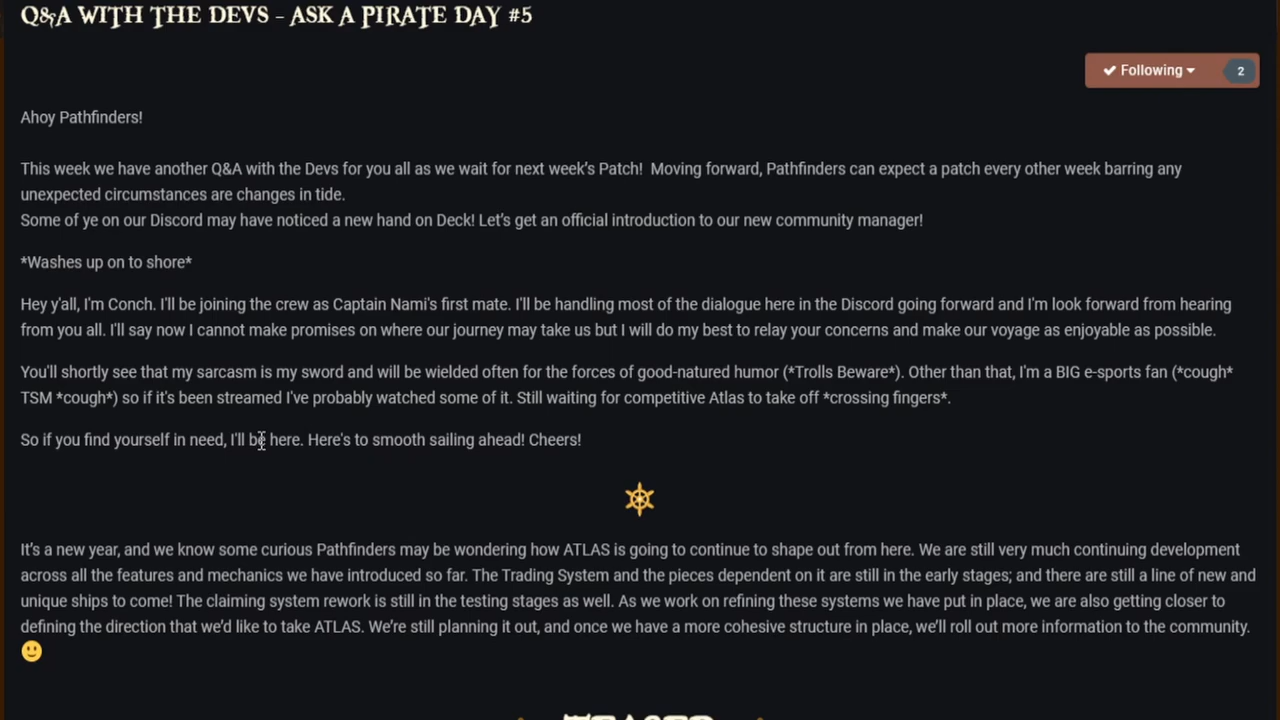 Q&A WITH THE DEVS - ASK A PIRATE DAY #5
Following 2
Ahoy Pathfinders!
This week we have another Q&A with the Devs for you all as we wait for next week's Patch!  Moving forward, Pathfinders can expect a patch every other week barring any
unexpected circumstances are changes in tide.
Some of ye on our Discord may have noticed a new hand on Deck! Let's get an official introduction to our new community manager!
*Washes up on to shore*
Hey y'all, I'm Conch. I'll be joining the crew as Captain Nami's first mate. I'll be handling most of the dialogue here in the Discord going forward and I'm look forward from hearing
from you all. I'll say now I cannot make promises on where our journey may take us but I will do my best to relay your concerns and make our voyage as enjoyable as possible.
You'll shortly see that my sarcasm is my sword and will be wielded often for the forces of good-natured humor (*Trolls Beware*). Other than that, I'm a BIG e-sports fan (*cough*
TSM *cough*) so if it's been streamed I've probably watched some of it. Still waiting for competitive Atlas to take off *crossing fingers*.
So if you find yourself in need, I'll be here. Here's to smooth sailing ahead! Cheers!
It's a new year, and we know some curious Pathfinders may be wondering how ATLAS is going to continue to shape out from here. We are still very much continuing development
across all the features and mechanics we have introduced so far. The Trading System and the pieces dependent on it are still in the early stages; and there are still a line of new and
unique ships to come! The claiming system rework is still in the testing stages as well. As we work on refining these systems we have put in place, we are also getting closer to
defining the direction that we'd like to take ATLAS. We're still planning it out, and once we have a more cohesive structure in place, we'll roll out more information to the community.